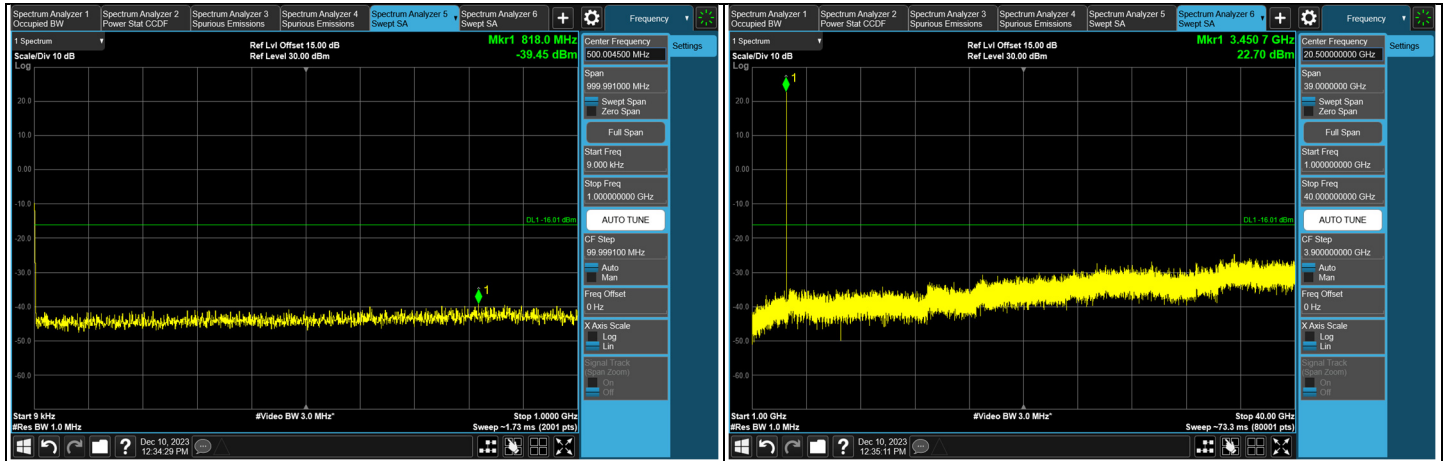 Spectrum Analyzer 1
Occupied BW
Spectrum Analyzer 2
Power Stat CCDF
Spectrum Analyzer 3
Spurious Emissions
Spectrum Analyzer 4
Spurious Emissions
Spectrum Analyzer 5
Swept SA
Spectrum Analyzer 6
Swept SA
Frequency
1 Spectrum
Scale/Div 10 dB
Log
Ref Lvl Offset 15.00 dB
Ref Level 30.00 dBm
Mkr1 818.0 MHz
-39.45 dBm
20.0
10.0
0.00
-10.0
-20.0
-30.0
-40.0
-50.0
-60.0
DL1 -16.01 dBm
1
Start 9 kHz
#Res BW 1.0 MHz
#Video BW 3.0 MHz*
Stop 1.0000 GHz
Sweep ~1.73 ms (2001 pts)
Center Frequency
500.004500 MHz
Span
999.991000 MHz
Swept Span
Zero Span
Full Span
Start Freq
9.000 kHz
Stop Freq
1.000000000 GHz
AUTO TUNE
CF Step
99.999100 MHz
Auto
Man
Freq Offset
0 Hz
X Axis Scale
Log
Lin
Signal Track
(Span Zoom)
On
Off
Settings
?
Dec 10, 2023
12:34:29 PM
Spectrum Analyzer 1
Occupied BW
Spectrum Analyzer 2
Power Stat CCDF
Spectrum Analyzer 3
Spurious Emissions
Spectrum Analyzer 4
Spurious Emissions
Spectrum Analyzer 5
Swept SA
Spectrum Analyzer 6
Swept SA
Frequency
1 Spectrum
Scale/Div 10 dB
Log
Ref Lvl Offset 15.00 dB
Ref Level 30.00 dBm
Mkr1 3.450 7 GHz
22.70 dBm
20.0
10.0
0.00
-10.0
-20.0
-30.0
-40.0
-50.0
-60.0
DL1 -16.01 dBm
1
Start 1.00 GHz
#Res BW 1.0 MHz
#Video BW 3.0 MHz*
Stop 40.00 GHz
Sweep ~73.3 ms (80001 pts)
Center Frequency
20.500000000 GHz
Span
39.0000000 GHz
Swept Span
Zero Span
Full Span
Start Freq
1.000000000 GHz
Stop Freq
40.000000000 GHz
AUTO TUNE
CF Step
3.900000000 GHz
Auto
Man
Freq Offset
0 Hz
X Axis Scale
Log
Lin
Signal Track
(Span Zoom)
On
Off
Settings
?
Dec 10, 2023
12:35:11 PM